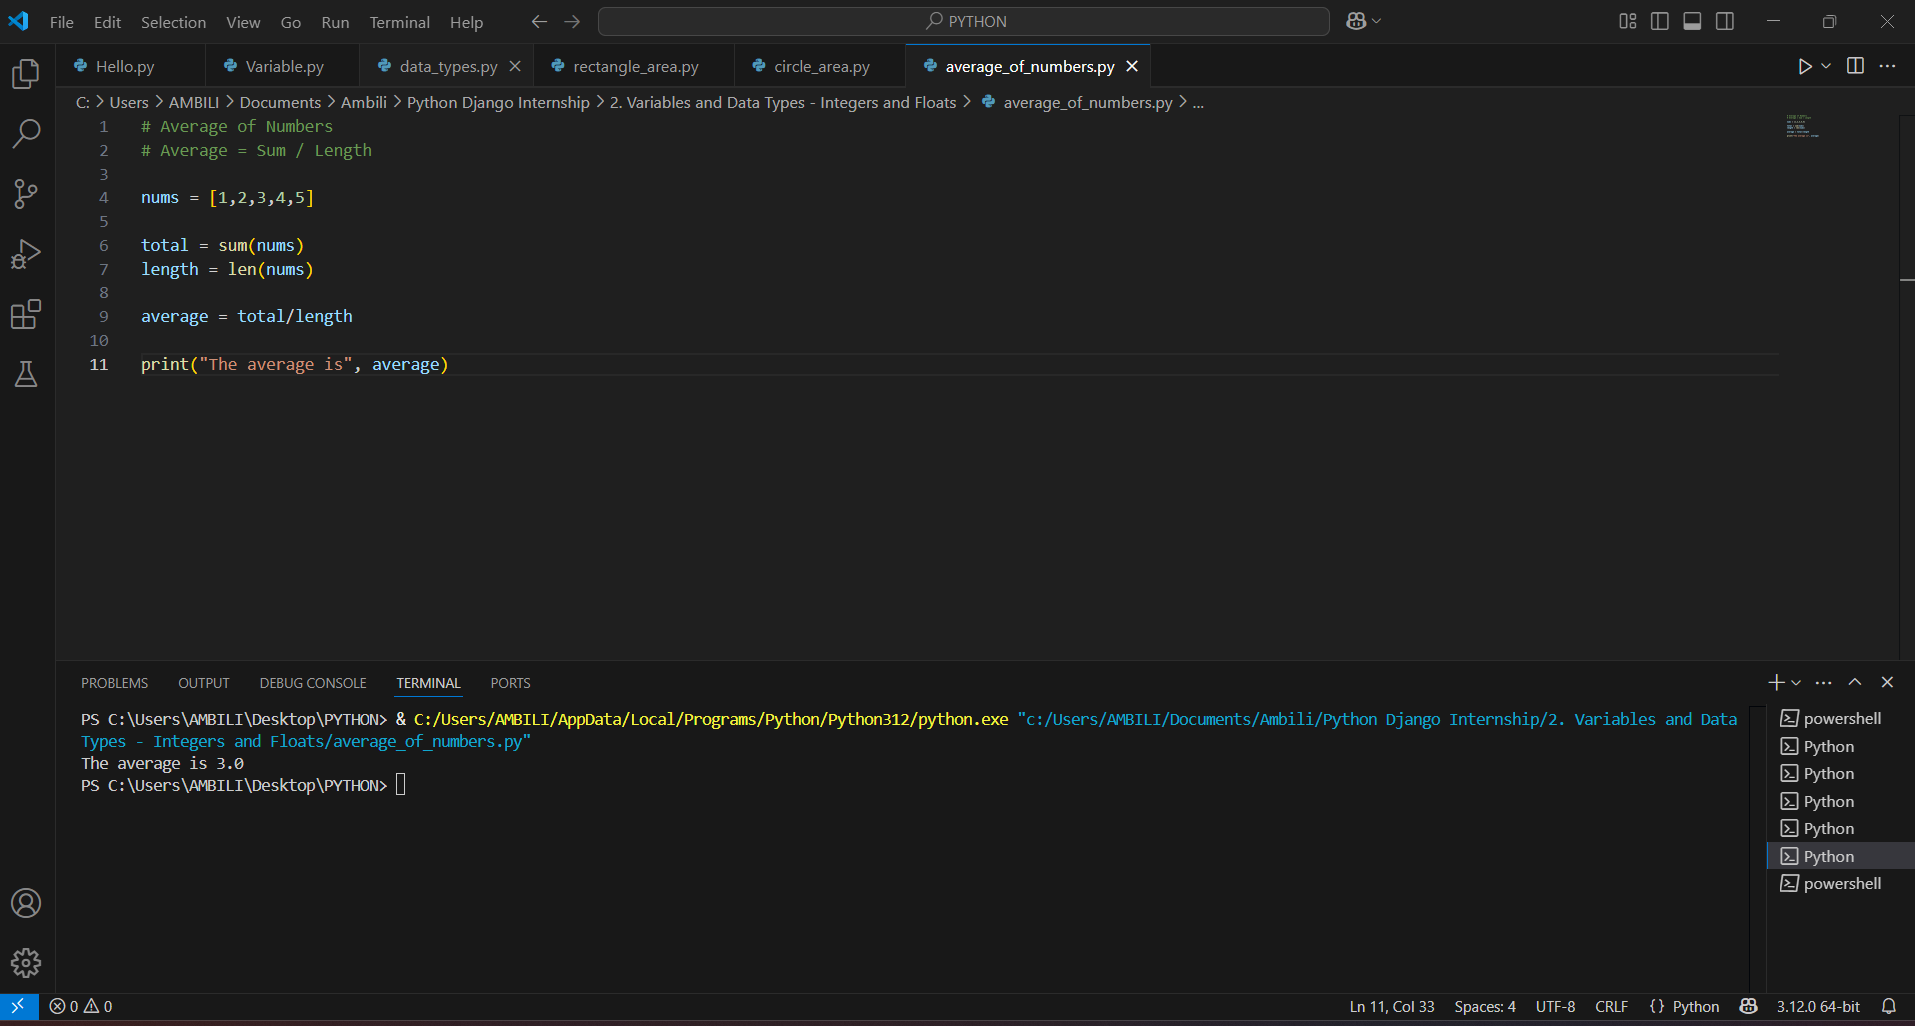 File Edit Selection View Go Run Terminal Help PYTHON
Hello.py Variable.py data_types.py rectangle_area.py circle_area.py average_of_numbers.py
C: > Users > AMBILI > Documents > Ambili > Python Django Internship > 2. Variables and Data Types - Integers and Floats > average_of_numbers.py > ...
1 # Average of Numbers
2 # Average = Sum / Length
3
4 nums = [1,2,3,4,5]
5
6 total = sum(nums)
7 length = len(nums)
8
9 average = total/length
10
11 print("The average is", average)
PROBLEMS OUTPUT DEBUG CONSOLE TERMINAL PORTS
PS C:\Users\AMBILI\Desktop\PYTHON> & C:/Users/AMBILI/AppData/Local/Programs/Python/Python312/python.exe "c:/Users/AMBILI/Documents/Ambili/Python Django Internship/2. Variables and Data
Types - Integers and Floats/average_of_numbers.py"
The average is 3.0
PS C:\Users\AMBILI\Desktop\PYTHON>
powershell
Python
Python
Python
Python
Python
powershell
0 0 Ln 11, Col 33 Spaces: 4 UTF-8 CRLF {} Python 3.12.0 64-bit